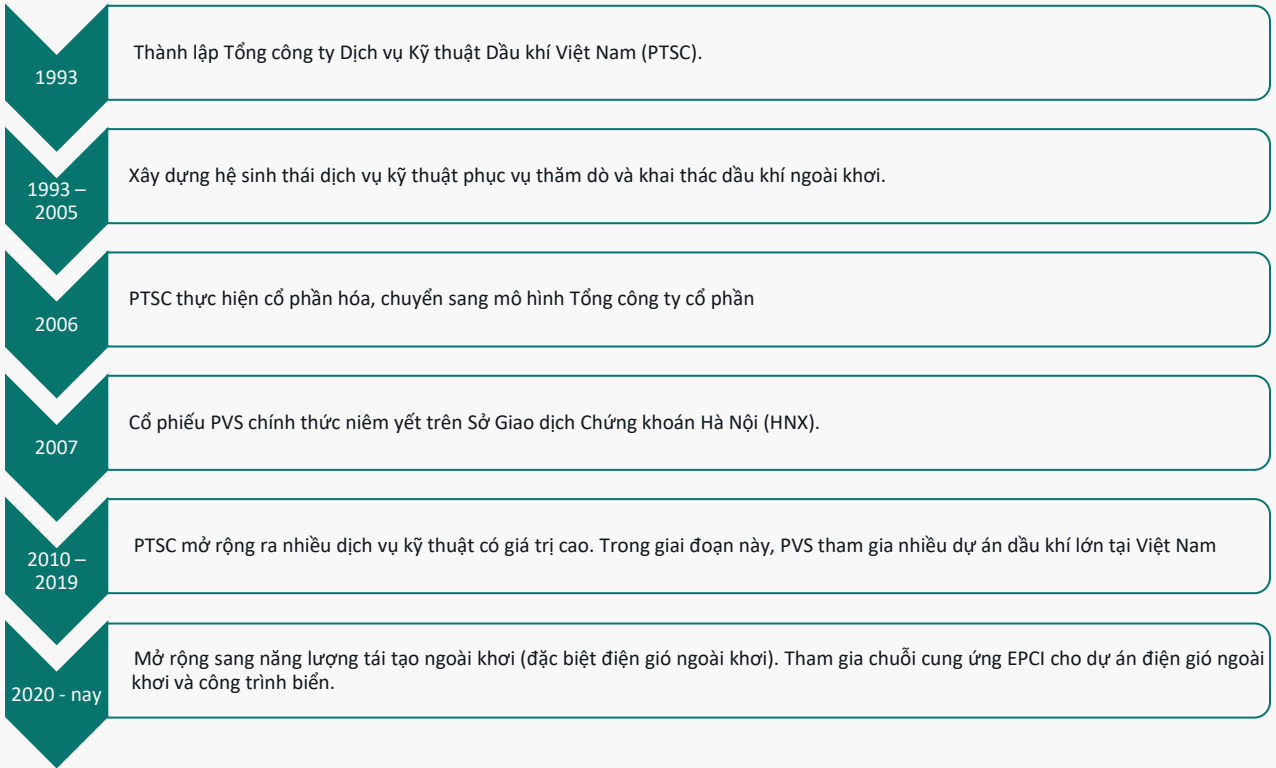 1993
Thành lập Tổng công ty Dịch vụ Kỹ thuật Dầu khí Việt Nam (PTSC).
1993 –
2005
Xây dựng hệ sinh thái dịch vụ kỹ thuật phục vụ thăm dò và khai thác dầu khí ngoài khơi.
2006
PTSC thực hiện cổ phần hóa, chuyển sang mô hình Tổng công ty cổ phần
2007
Cổ phiếu PVS chính thức niêm yết trên Sở Giao dịch Chứng khoán Hà Nội (HNX).
2010 –
2019
PTSC mở rộng ra nhiều dịch vụ kỹ thuật có giá trị cao. Trong giai đoạn này, PVS tham gia nhiều dự án dầu khí lớn tại Việt Nam
2020 - nay
Mở rộng sang năng lượng tái tạo ngoài khơi (đặc biệt điện gió ngoài khơi). Tham gia chuỗi cung ứng EPCI cho dự án điện gió ngoài
khơi và công trình biển.